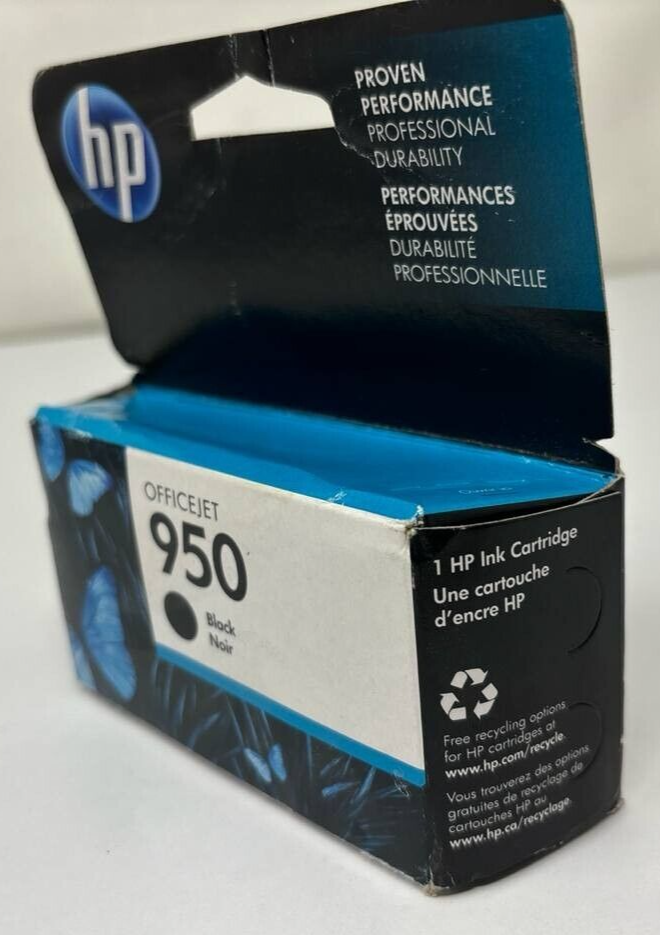 hp
PROVEN
PERFORMANCE
PROFESSIONAL
DURABILITY
PERFORMANCES
ÉPROUVÉES
DURABILITÉ
PROFESSIONNELLE
OFFICEJET
950
Black
Noir
1 HP Ink Cartridge
Une cartouche
d'encre HP
Free recycling options
for HP cartridges at
www.hp.com/recycle.
Vous trouverez des options
gratuites de recyclage de
cartouches HP au
www.hp.ca/recyclage.